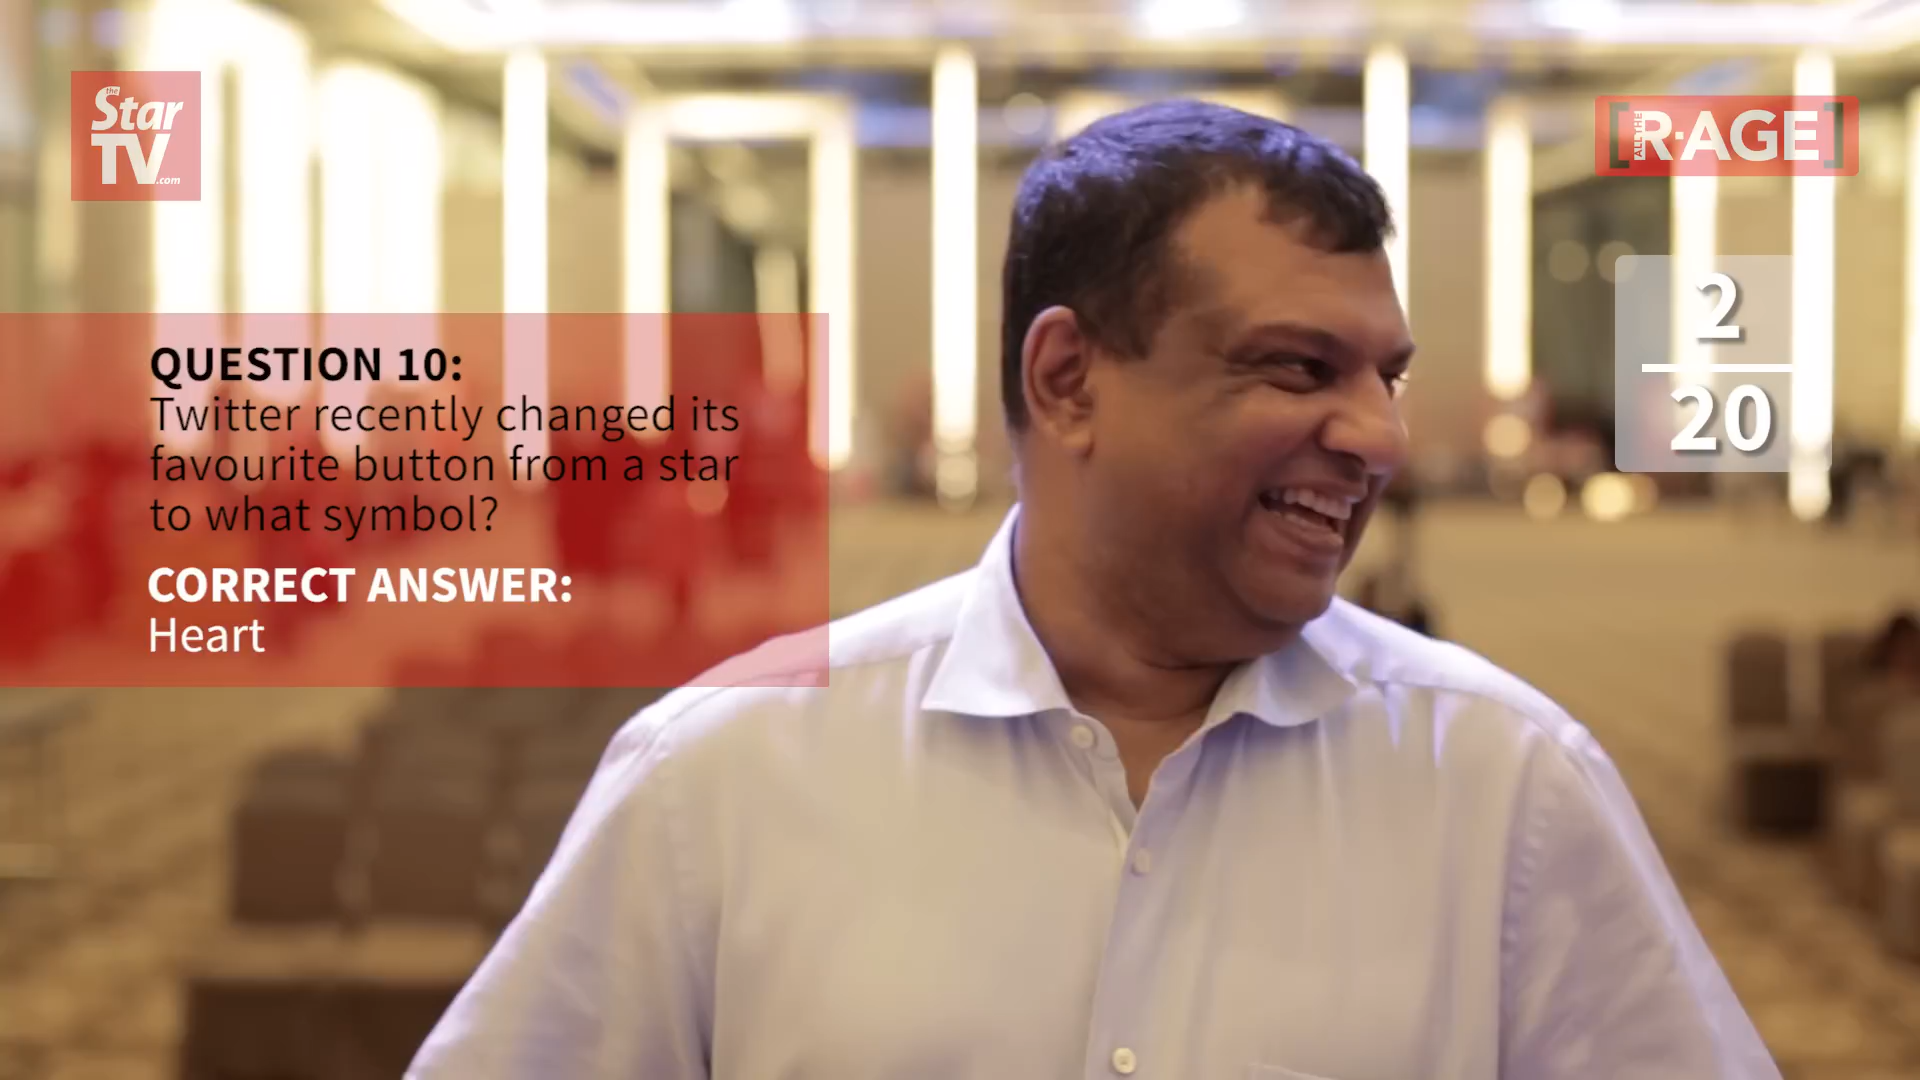 the
Star
TV
.com
[ALL THE R·AGE]
QUESTION 10:
Twitter recently changed its
favourite button from a star
to what symbol?
CORRECT ANSWER:
Heart
2
20